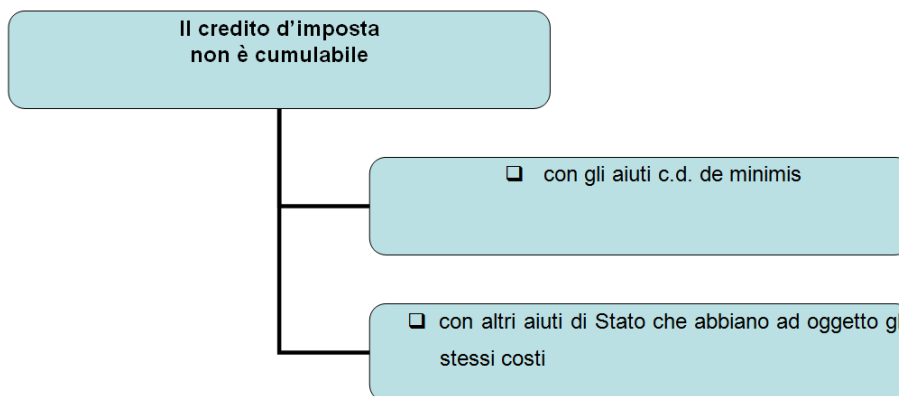 Il credito d'imposta
non è cumulabile
❑ con gli aiuti c.d. de minimis
❑ con altri aiuti di Stato che abbiano ad oggetto gl
stessi costi